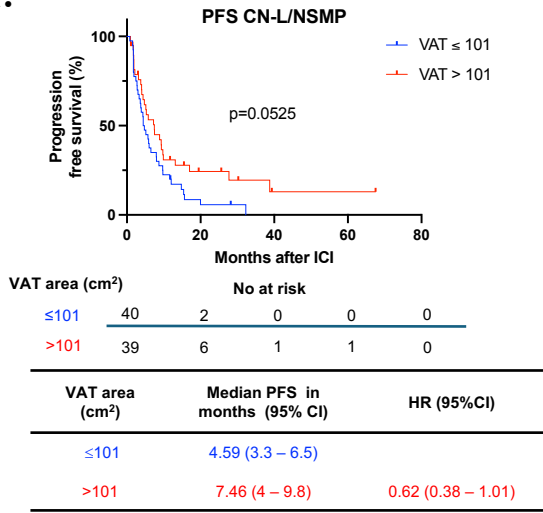 PFS CN-L/NSMP
Progression
free survival (%)
100
50
0
VAT ≤ 101
VAT > 101
p=0.0525
0 20 40 60 80
Months after ICI
VAT area (cm²) No at risk
≤101 40 2 0 0 0
>101 39 6 1 1 0
VAT area
(cm²)
Median PFS in
months (95% CI)
HR (95%CI)
≤101 4.59 (3.3 – 6.5)
>101 7.46 (4 – 9.8) 0.62 (0.38 – 1.01)